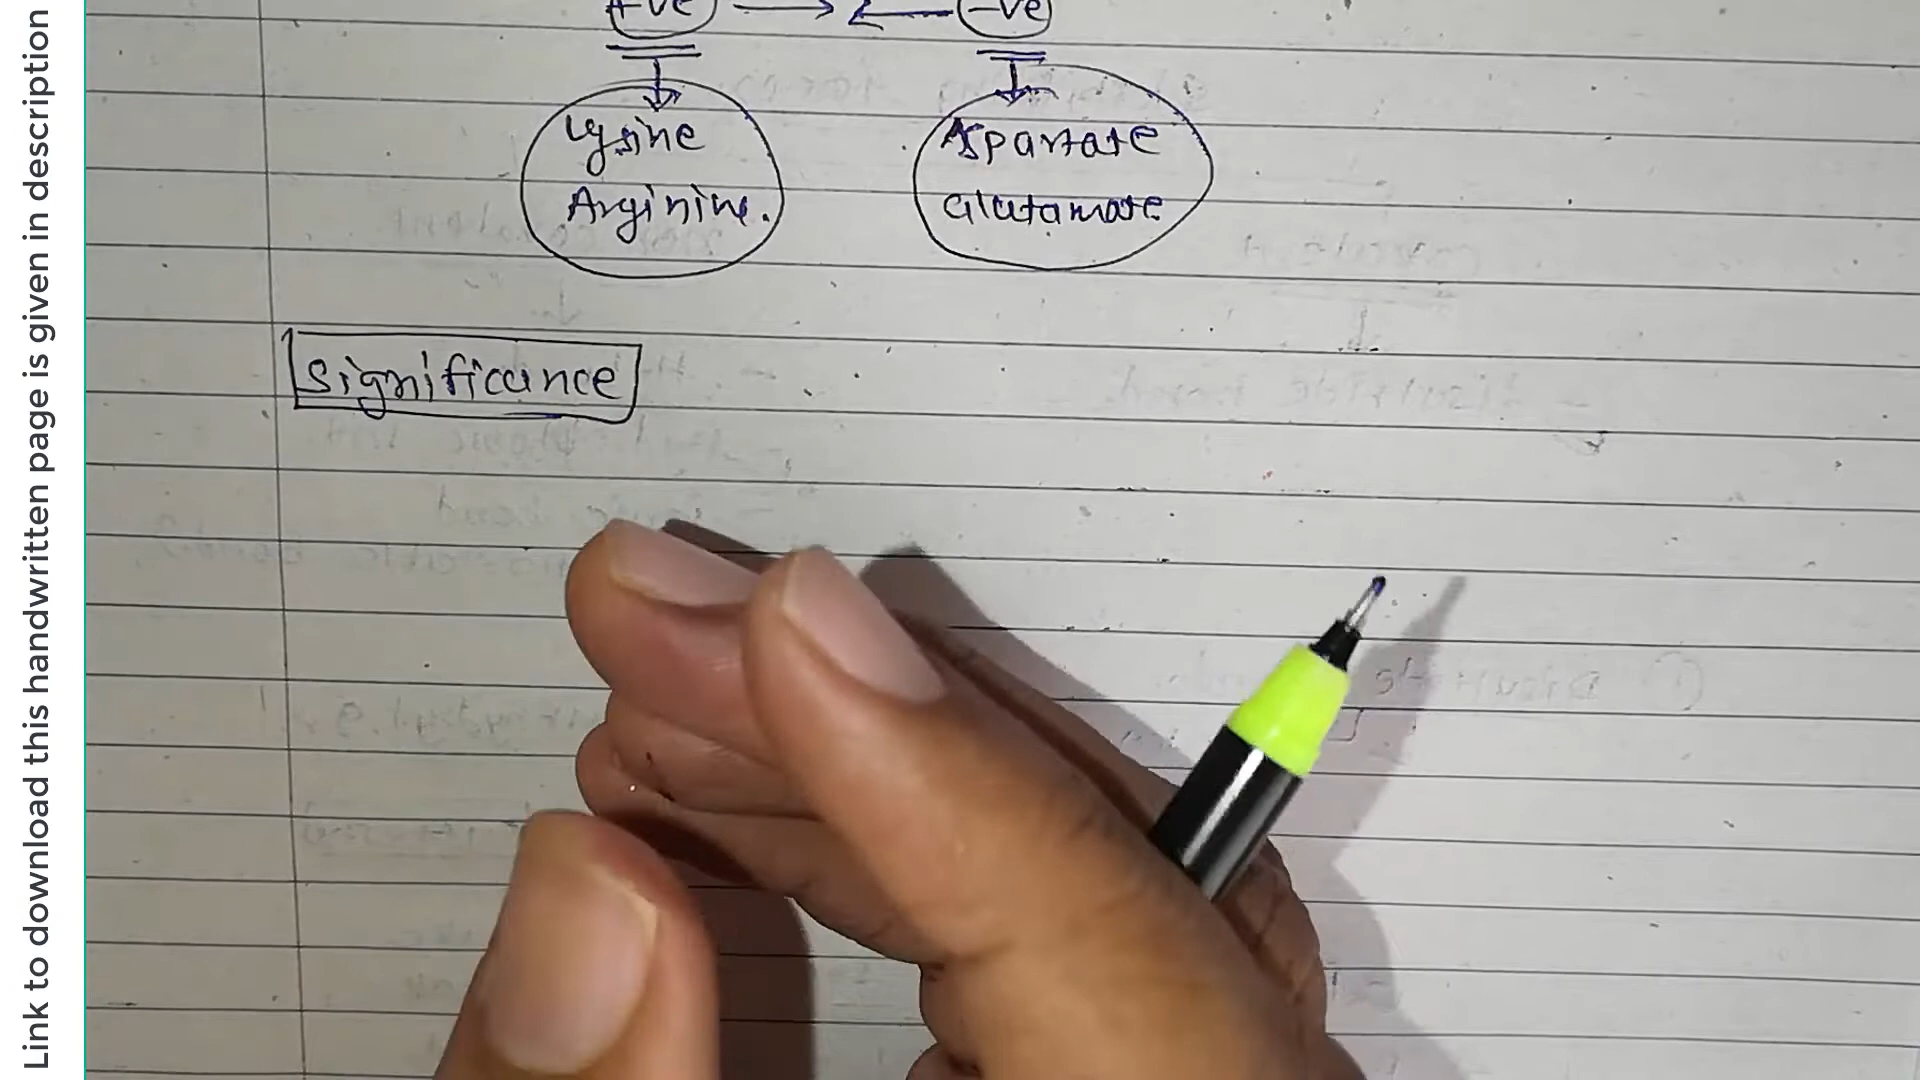 Link to download this handwritten page is given in description
+ve -ve
Lysine
Arginine.
Aspartate
Glutamate
Significance